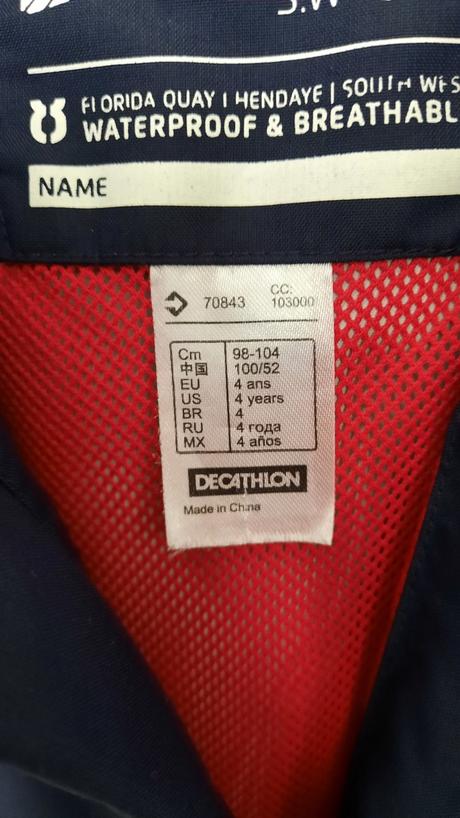 S.W
FLORIDA QUAY | HENDAYE | SOUTH WES
WATERPROOF & BREATHABL
NAME
70843 CC: 103000
Cm 98-104
中国 100/52
EU 4 ans
US 4 years
BR 4
RU 4 года
MX 4 años
DECATHLON
Made in China